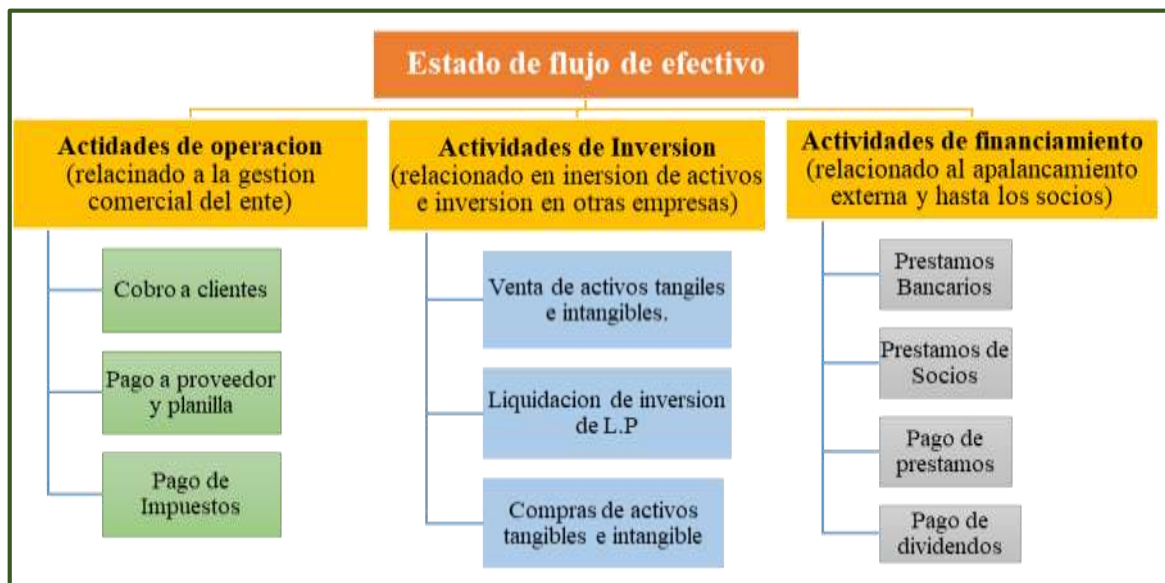 Estado de flujo de efectivo
Actidades de operacion
(relacinado a la gestion
comercial del ente)
Cobro a clientes
Pago a proveedor
y planilla
Pago de
Impuestos
Actividades de Inversion
(relacionado en inersion de activos
e inversion en otras empresas)
Venta de activos tangiles
e intangibles.
Liquidacion de inversion
de L.P
Compras de activos
tangibles e intangible
Actividades de financiamiento
(relacionado al apalancamiento
externa y hasta los socios)
Prestamos
Bancarios
Prestamos de
Socios
Pago de
prestamos
Pago de
dividendos